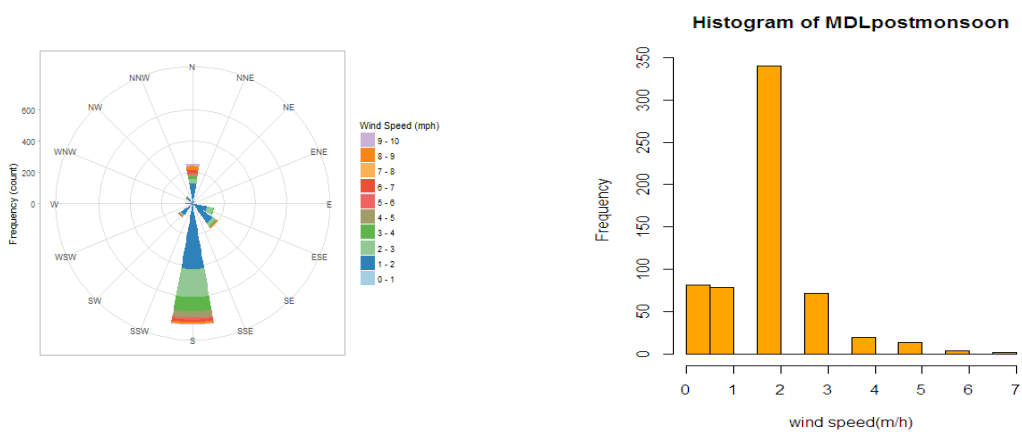 N
NNE
NE
ENE
E
ESE
SE
SSE
S
SSW
SW
WSW
W
WNW
NW
NNW
Frequency (count)
600
400
200
0
Wind Speed (mph)
9 - 10
8 - 9
7 - 8
6 - 7
5 - 6
4 - 5
3 - 4
2 - 3
1 - 2
0 - 1
Histogram of MDLpostmonsoon
Frequency
350
300
250
200
150
100
50
0
0 1 2 3 4 5 6 7
wind speed(m/h)